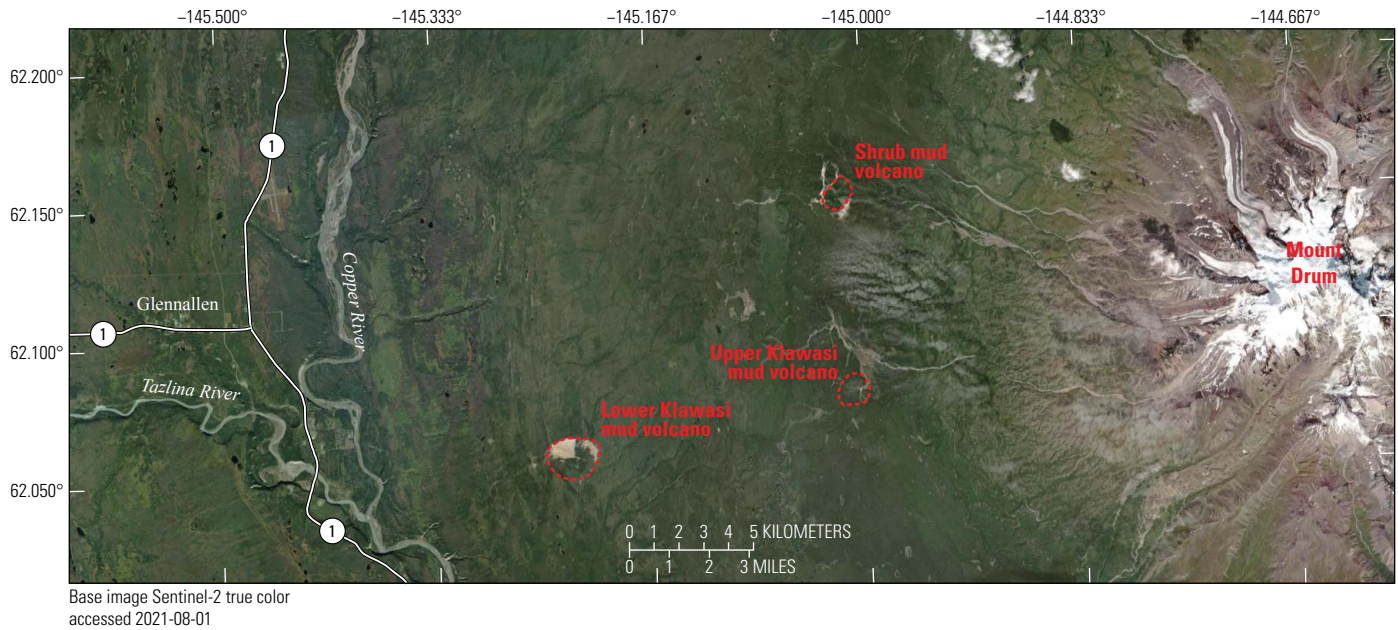 −145.500° −145.333° −145.167° −145.000° −144.833° −144.667°
62.200°
1
Shrub mud
volcano
62.150°
Copper River
Mount
Drum
Glennallen
1
62.100°
Upper Klawasi
mud volcano
Tazlina River
Lower Klawasi
mud volcano
62.050°
1
0 1 2 3 4 5 KILOMETERS
0 1 2 3 MILES
Base image Sentinel-2 true color
accessed 2021-08-01